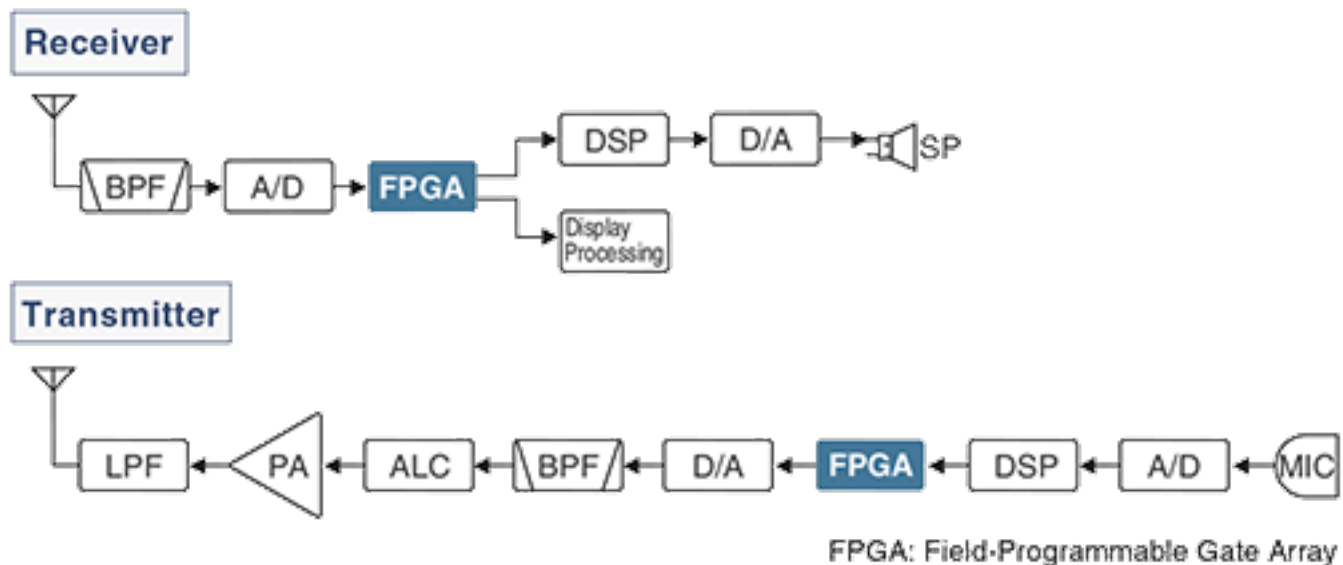 Receiver
BPF
A/D
FPGA
DSP
D/A
SP
Display
Processing
Transmitter
LPF
PA
ALC
BPF
D/A
FPGA
DSP
A/D
MIC
FPGA: Field-Programmable Gate Array